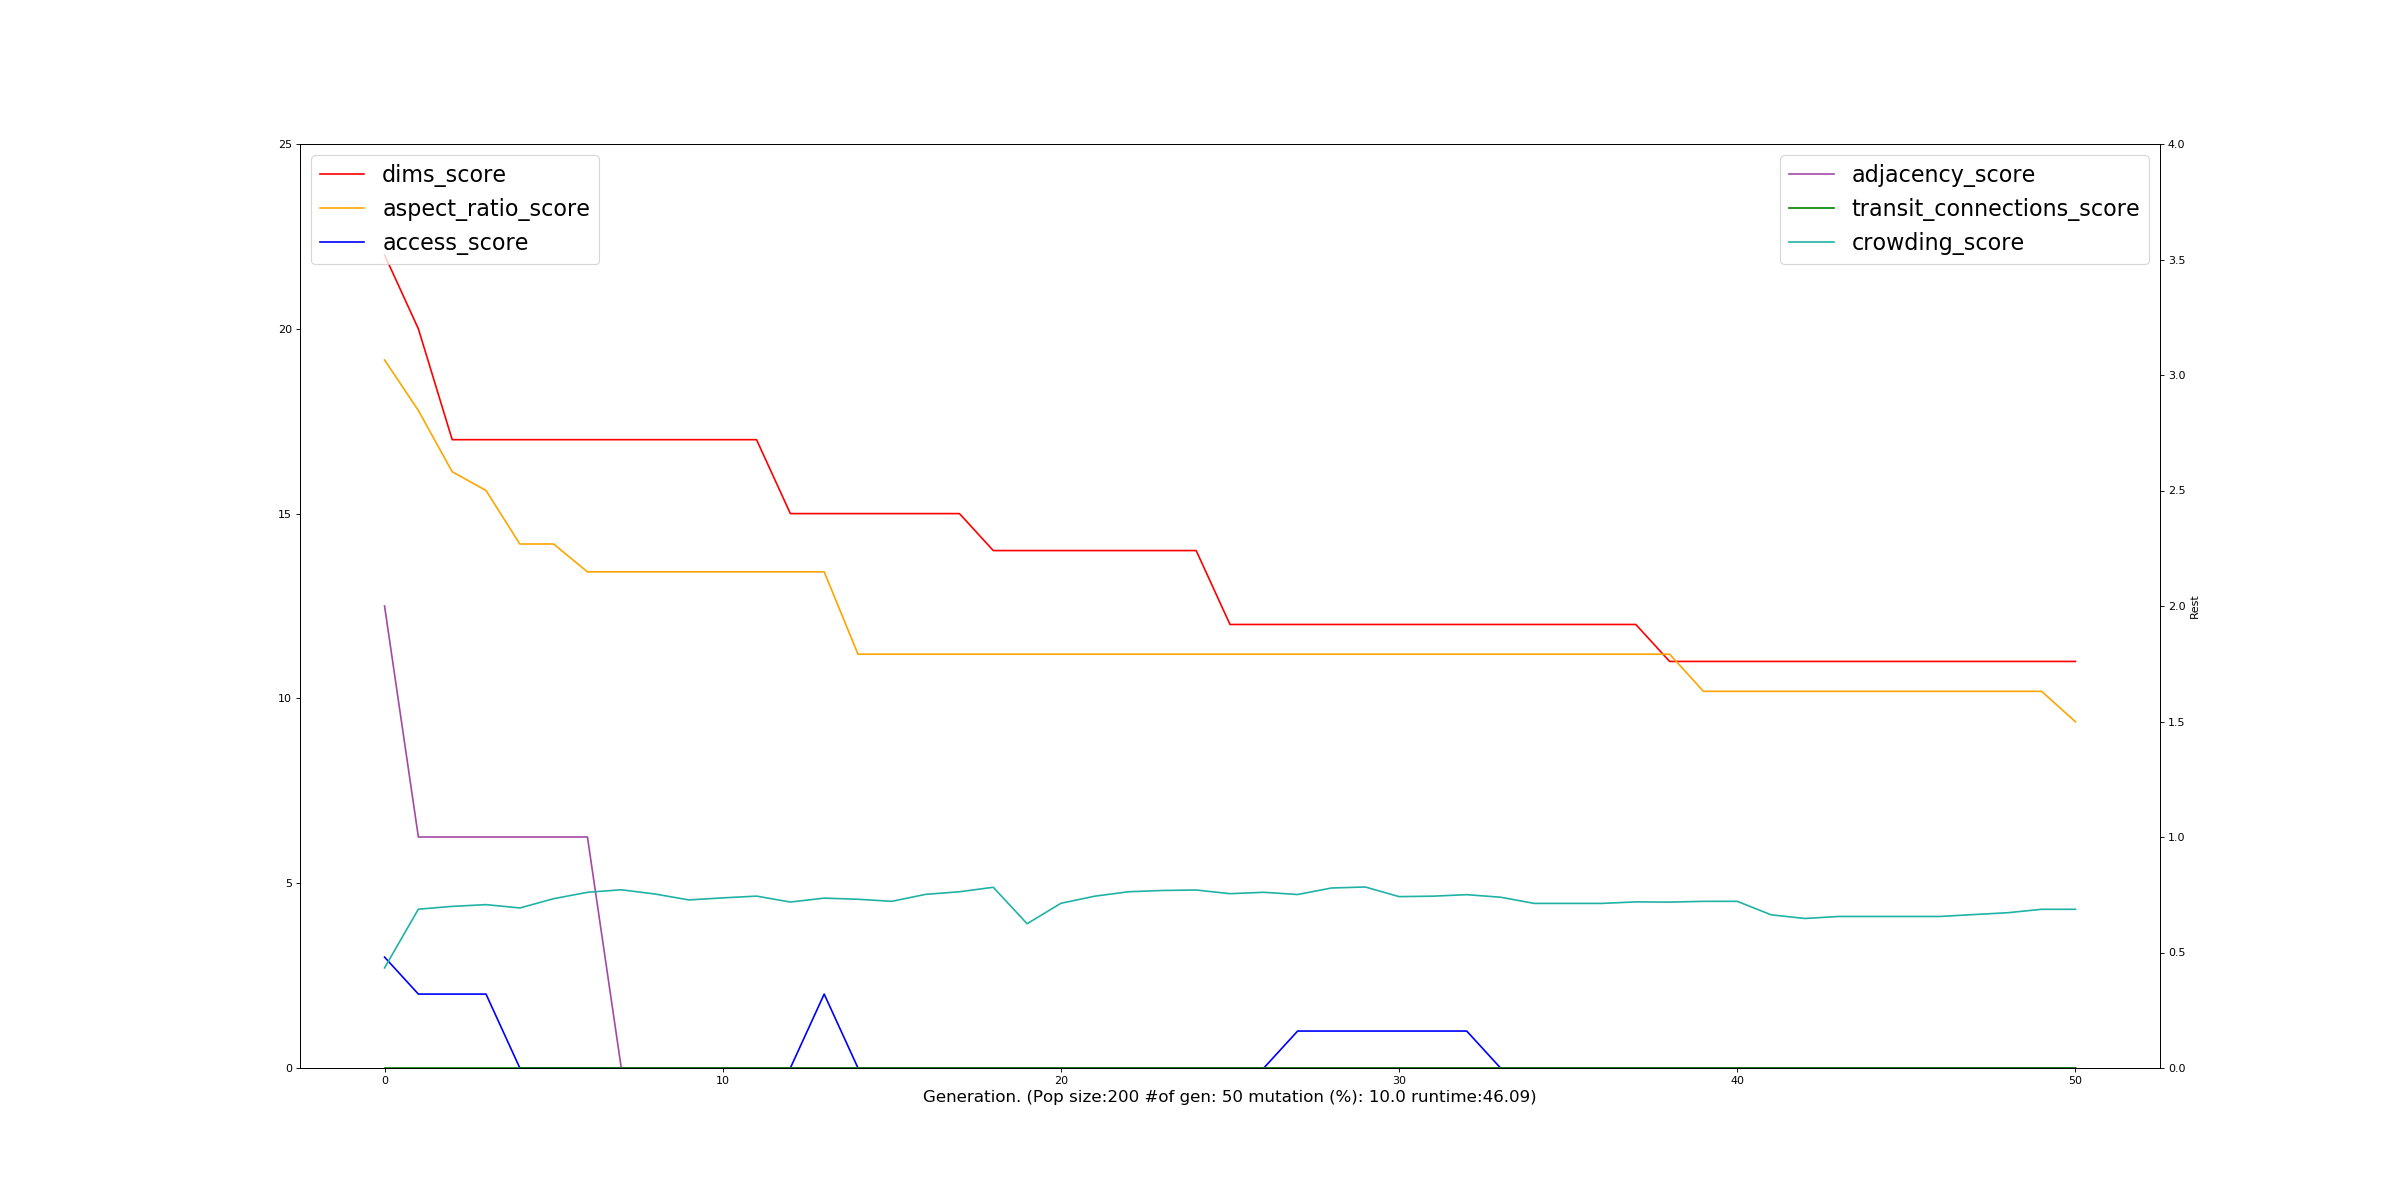 25
20
15
10
5
0
dims_score
aspect_ratio_score
access_score
adjacency_score
transit_connections_score
crowding_score
4.0
3.5
3.0
2.5
2.0
1.5
1.0
0.5
0.0
Rest
0 10 20 30 40 50
Generation. (Pop size:200 #of gen: 50 mutation (%): 10.0 runtime:46.09)